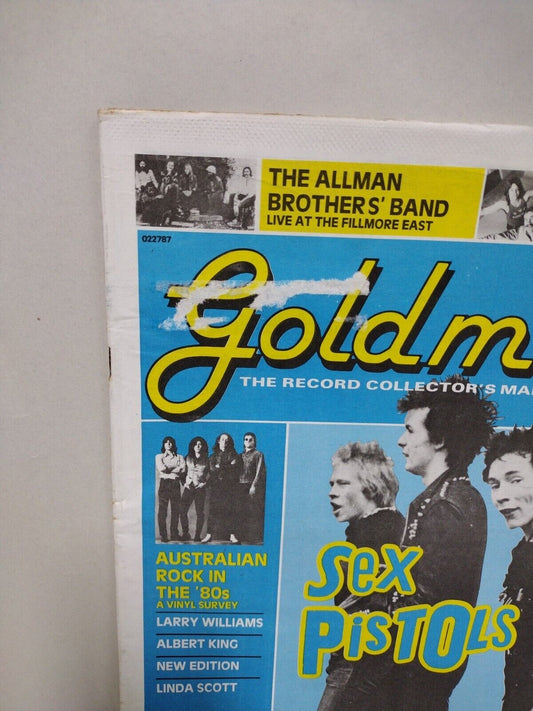 THE ALLMAN
BROTHERS' BAND
LIVE AT THE FILLMORE EAST
022787
Goldm
THE RECORD COLLECTOR'S MA
AUSTRALIAN
ROCK IN
THE '80s
A VINYL SURVEY
LARRY WILLIAMS
ALBERT KING
NEW EDITION
LINDA SCOTT
Sex
PISTOLS